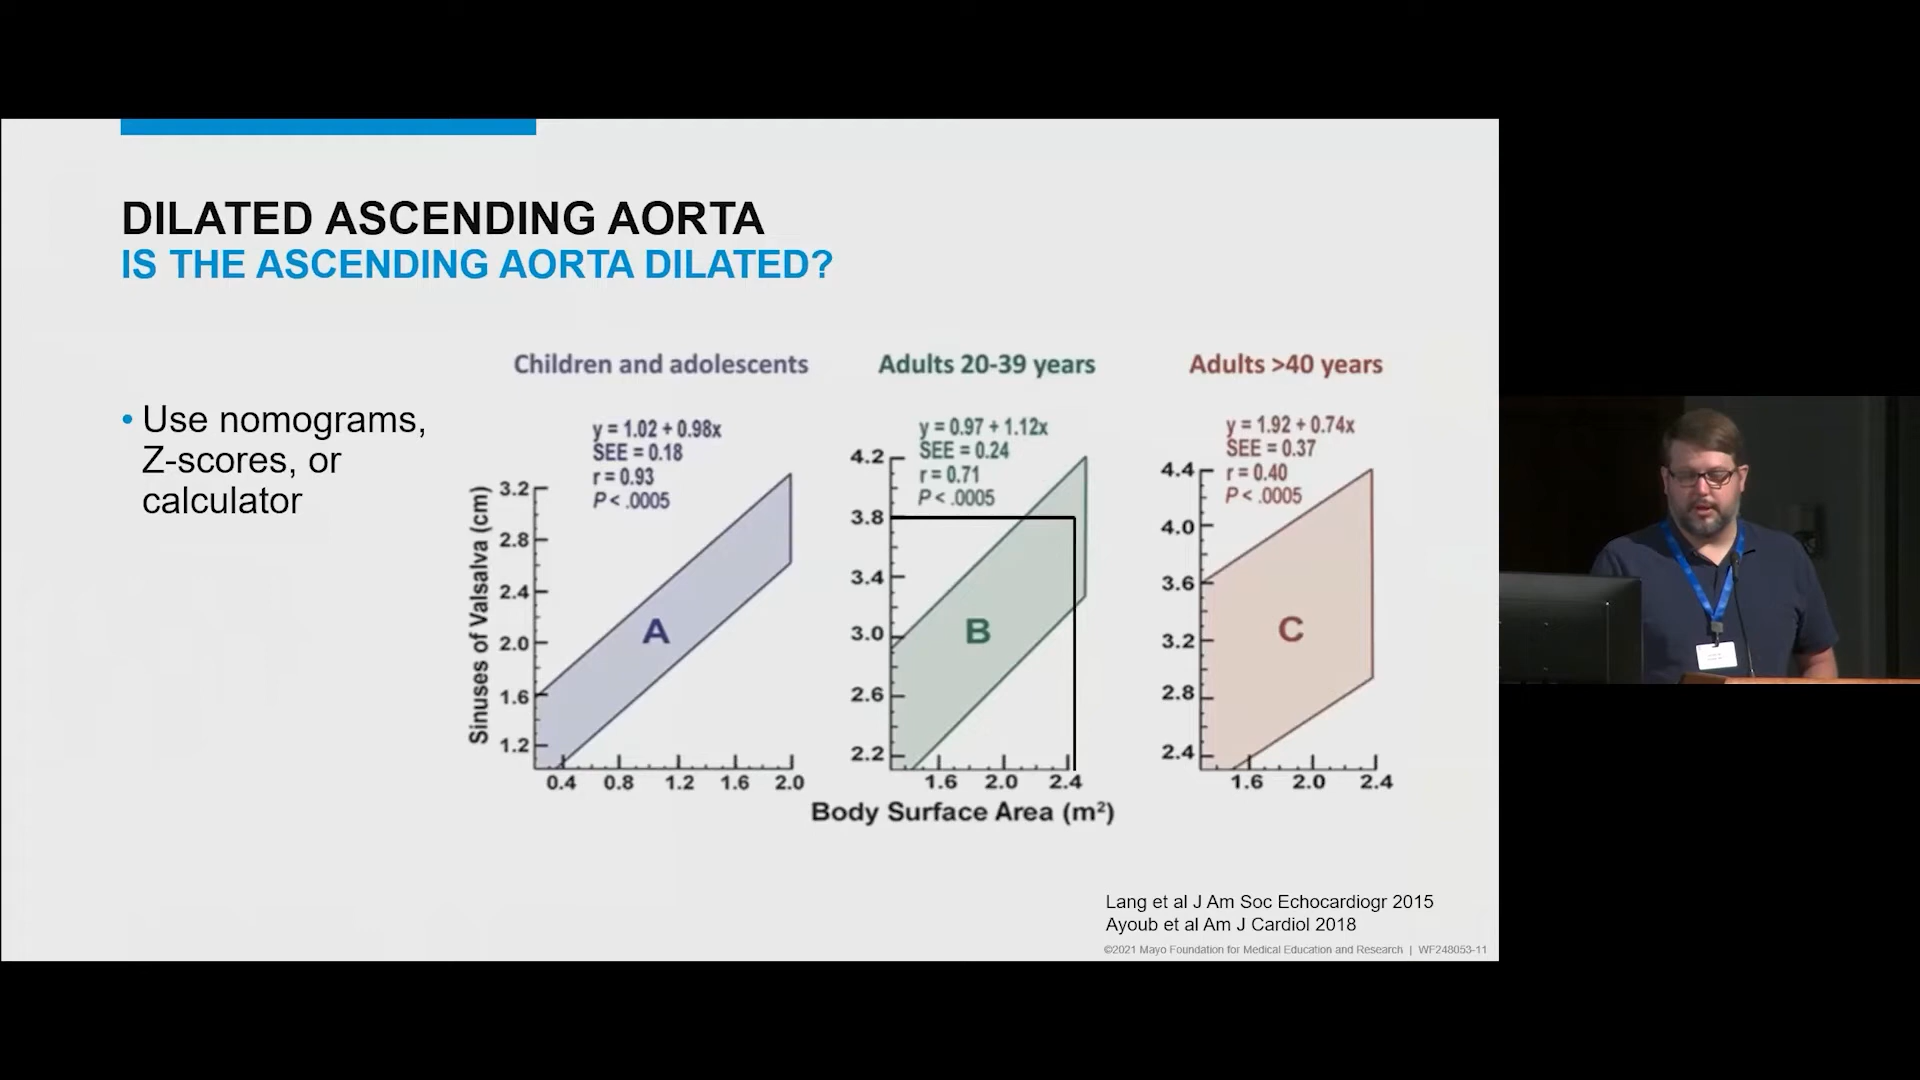 DILATED ASCENDING AORTA
IS THE ASCENDING AORTA DILATED?
• Use nomograms,
Z-scores, or
calculator
Children and adolescents
y = 1.02 + 0.98x
SEE = 0.18
r = 0.93
P < .0005
Sinuses of Valsalva (cm)
3.2
2.8
2.4
2.0
1.6
1.2
A
0.4 0.8 1.2 1.6 2.0
Adults 20-39 years
y = 0.97 + 1.12x
SEE = 0.24
r = 0.71
P < .0005
4.2
3.8
3.4
3.0
2.6
2.2
B
1.6 2.0 2.4
Adults >40 years
y = 1.92 + 0.74x
SEE = 0.37
r = 0.40
P < .0005
4.4
4.0
3.6
3.2
2.8
2.4
C
1.6 2.0 2.4
Body Surface Area (m²)
Lang et al J Am Soc Echocardiogr 2015
Ayoub et al Am J Cardiol 2018
©2021 Mayo Foundation for Medical Education and Research | WF248053-11